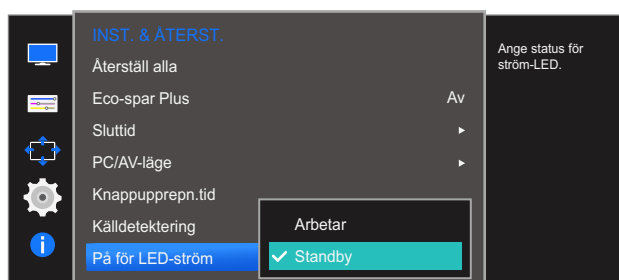 INST. & ÅTERST.
Återställ alla
Eco-spar Plus Av
Sluttid
PC/AV-läge
Knappupprepn.tid
Källdetektering
På för LED-ström
Arbetar
Standby
Ange status för
ström-LED.